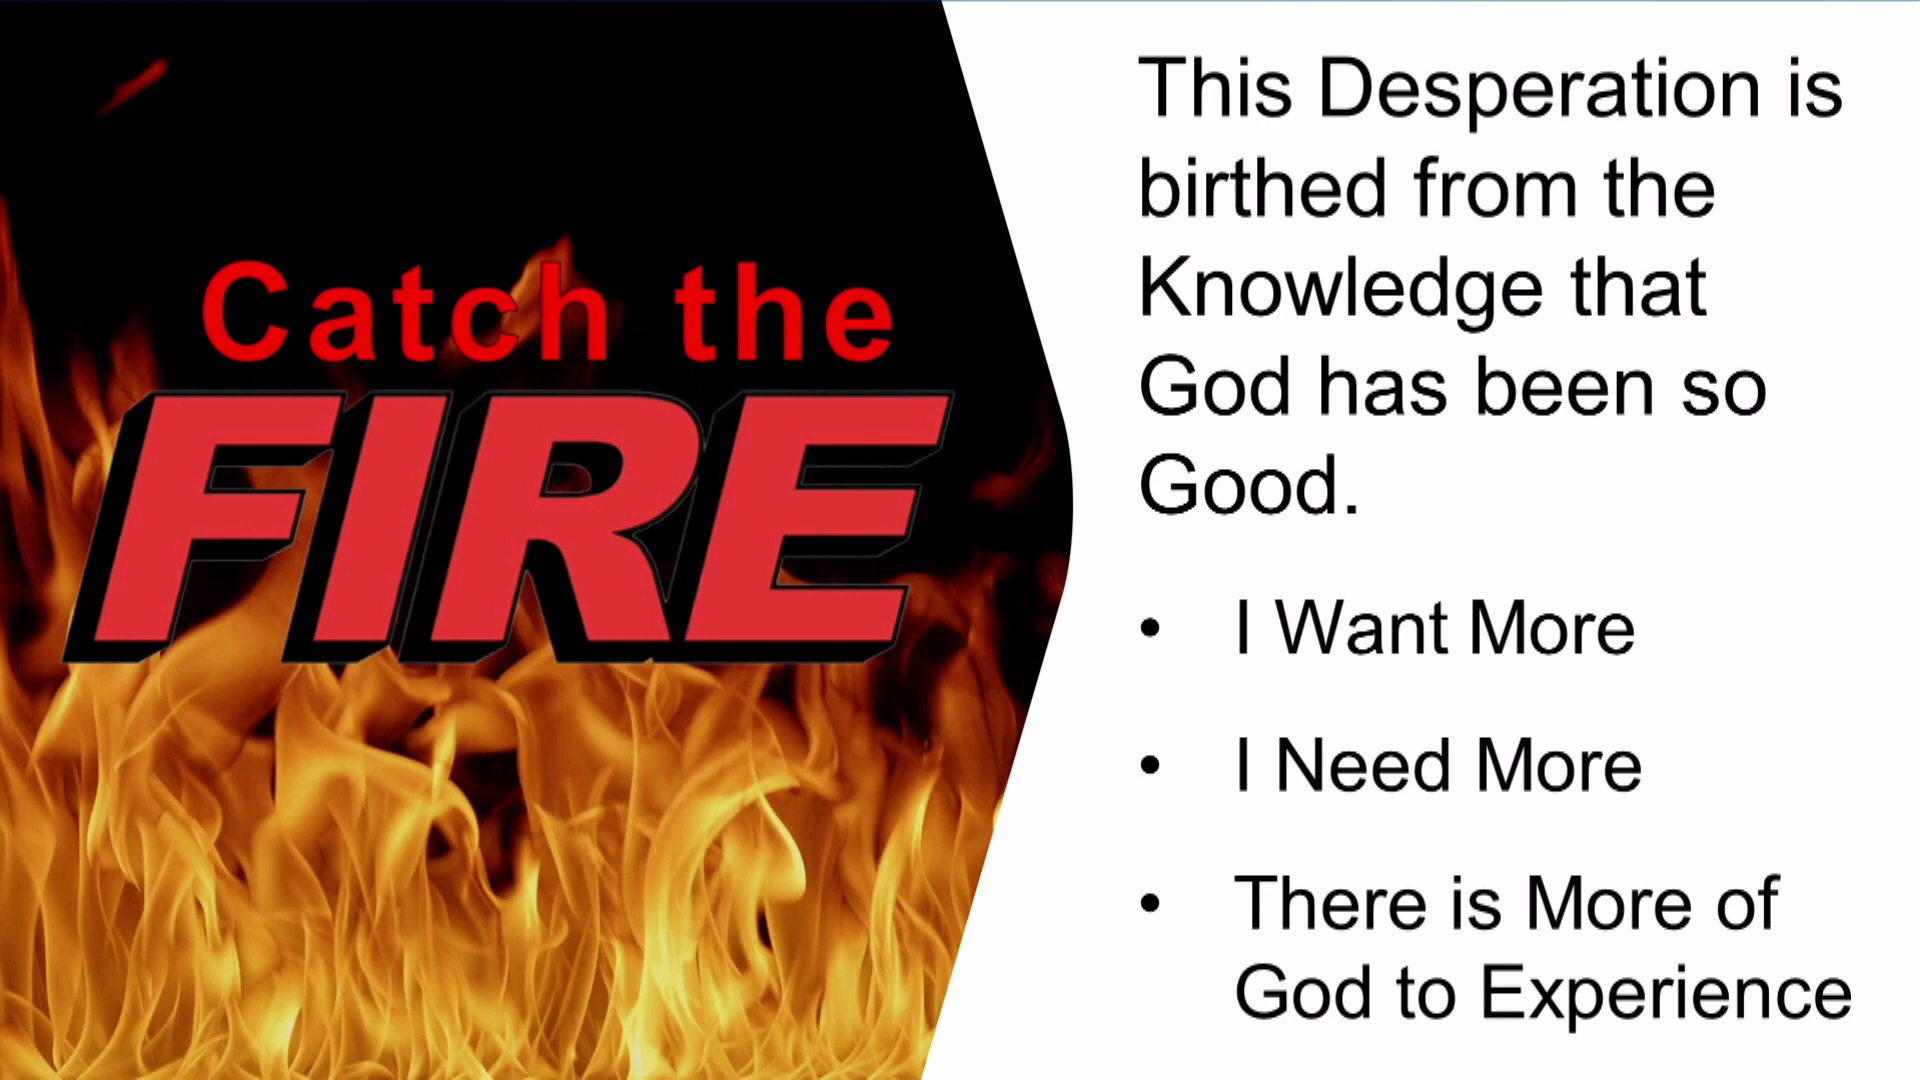 Catch the
FIRE
This Desperation is
birthed from the
Knowledge that
God has been so
Good.
• I Want More
• I Need More
• There is More of
God to Experience